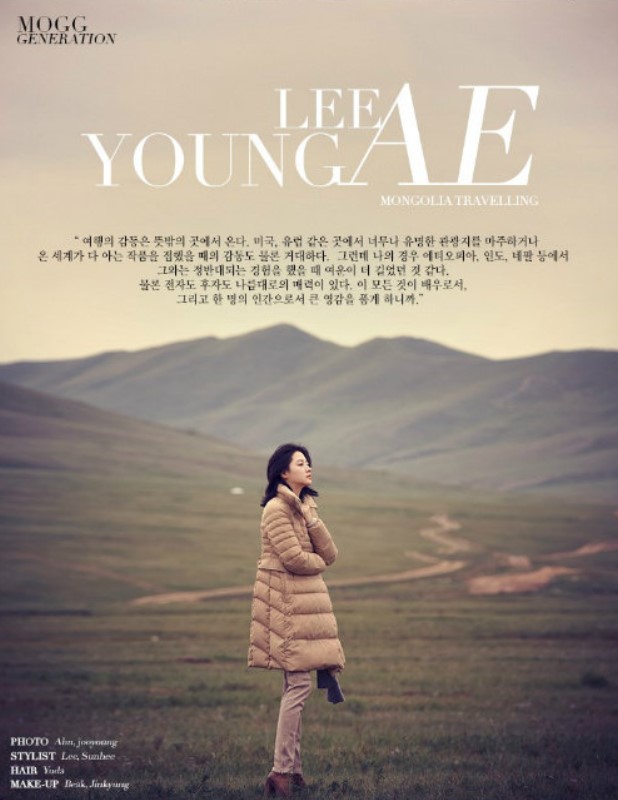 MOGG
GENERATION
LEE
YOUNGAE
MONGOLIA TRAVELLING
“ 여행의 감동은 뜻밖의 곳에서 온다. 미국, 유럽 같은 곳에서 너무나 유명한 관광지를 마주하거나
온 세계가 다 아는 작품을 접했을 때의 감동도 물론 거대하다. 그런데 나의 경우 에티오피아, 인도, 네팔 등에서
그와는 정반대되는 경험을 했을 때 여운이 더 길었던 것 같다.
물론 전자도 후자도 나름대로의 매력이 있다. 이 모든 것이 배우로서,
그리고 한 명의 인간으로서 큰 영감을 품게 하니까.”
PHOTO Ahn, jooyoung
STYLIST Lee, Sunhee
HAIR Yuda
MAKE-UP Beak, Jinkyung